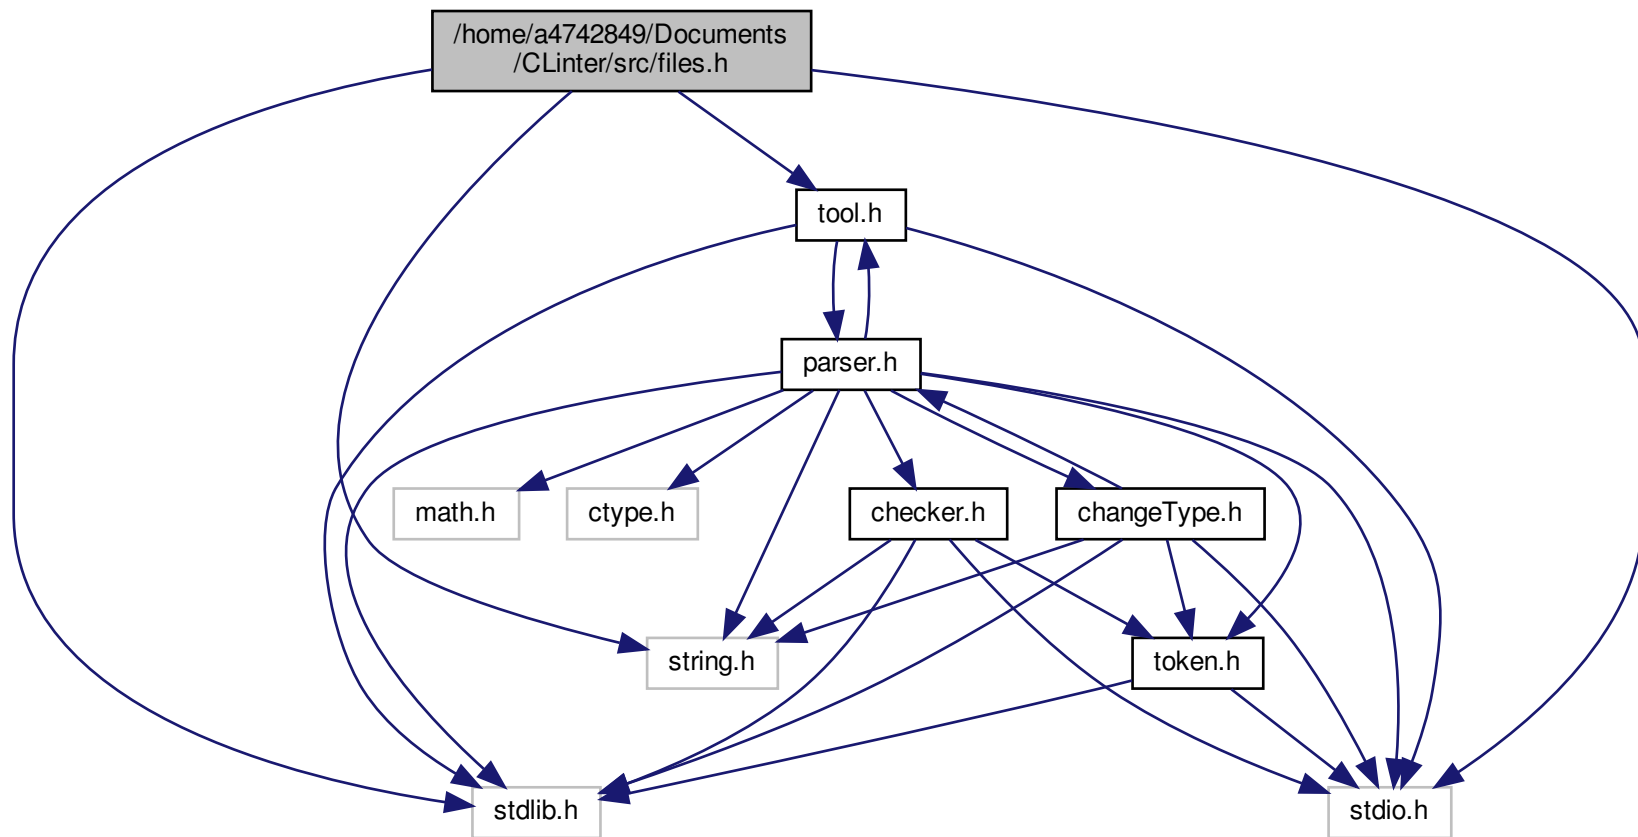 /home/a4742849/Documents
/CLinter/src/files.h
tool.h
parser.h
math.h
ctype.h
checker.h
changeType.h
string.h
token.h
stdlib.h
stdio.h